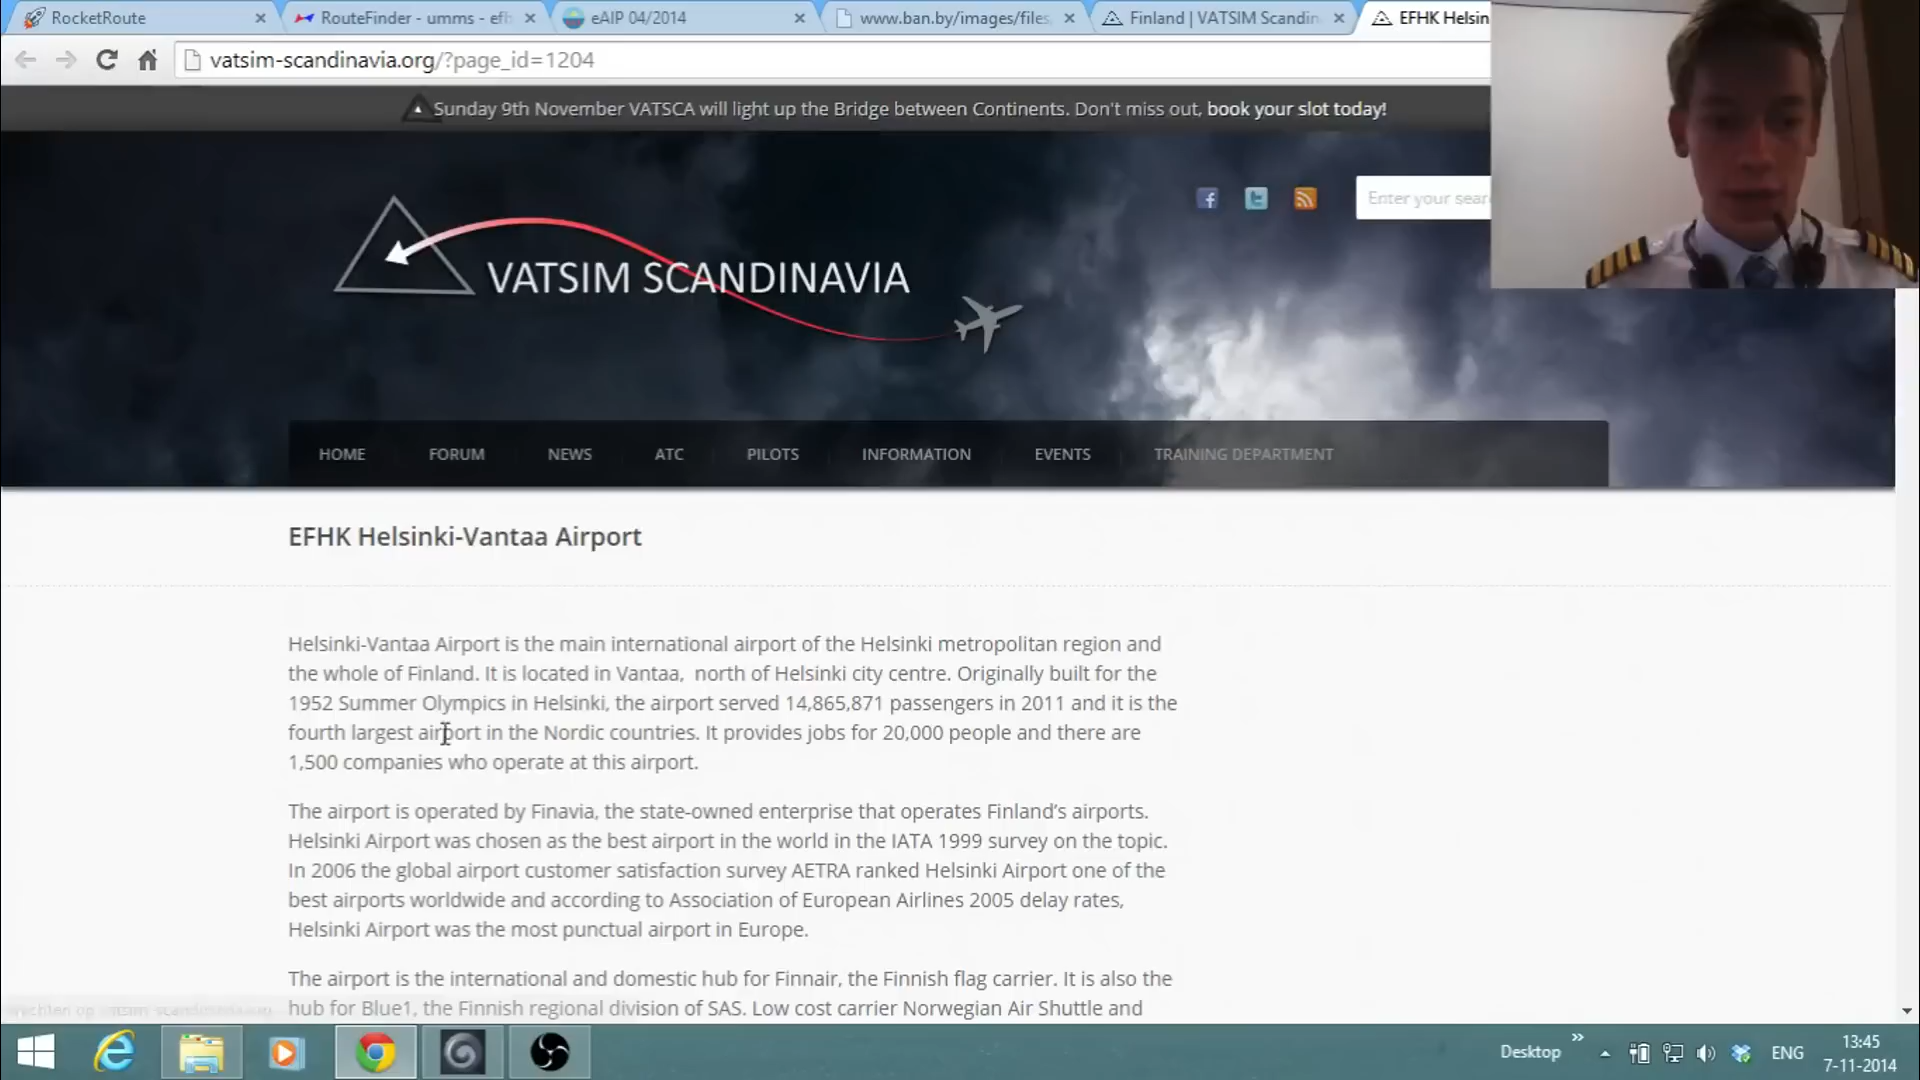 RocketRoute
RouteFinder - umms - efh
eAIP 04/2014
www.ban.by/images/files
Finland | VATSIM Scandin
EFHK Helsin
vatsim-scandinavia.org/?page_id=1204
Sunday 9th November VATSCA will light up the Bridge between Continents. Don't miss out, book your slot today!
Enter your sear
VATSIM SCANDINAVIA
HOME
FORUM
NEWS
ATC
PILOTS
INFORMATION
EVENTS
TRAINING DEPARTMENT
EFHK Helsinki-Vantaa Airport
Helsinki-Vantaa Airport is the main international airport of the Helsinki metropolitan region and
the whole of Finland. It is located in Vantaa, north of Helsinki city centre. Originally built for the
1952 Summer Olympics in Helsinki, the airport served 14,865,871 passengers in 2011 and it is the
fourth largest airport in the Nordic countries. It provides jobs for 20,000 people and there are
1,500 companies who operate at this airport.
The airport is operated by Finavia, the state-owned enterprise that operates Finland's airports.
Helsinki Airport was chosen as the best airport in the world in the IATA 1999 survey on the topic.
In 2006 the global airport customer satisfaction survey AETRA ranked Helsinki Airport one of the
best airports worldwide and according to Association of European Airlines 2005 delay rates,
Helsinki Airport was the most punctual airport in Europe.
The airport is the international and domestic hub for Finnair, the Finnish flag carrier. It is also the
hub for Blue1, the Finnish regional division of SAS. Low cost carrier Norwegian Air Shuttle and
Desktop
ENG
13:45
7-11-2014